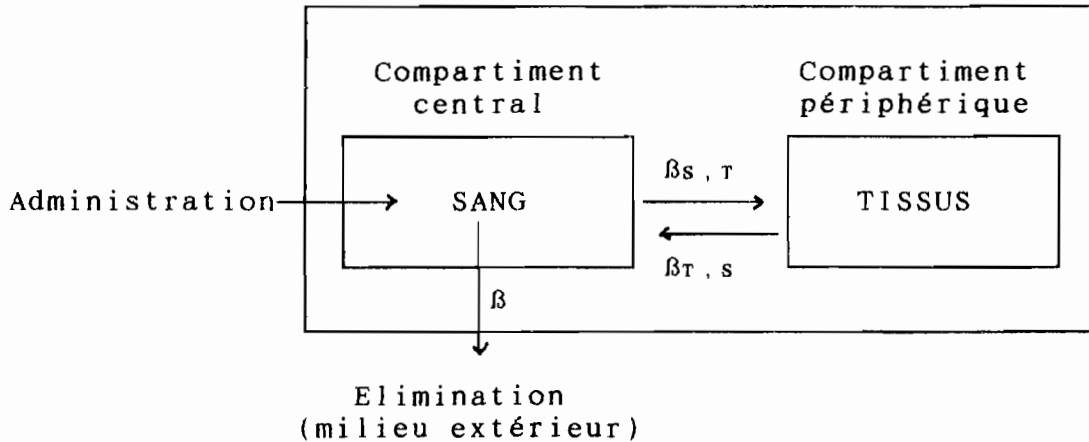 Compartiment
central
Compartiment
périphérique
Administration
SANG
ßS , T
TISSUS
ßT , S
ß
Elimination
(milieu extérieur)